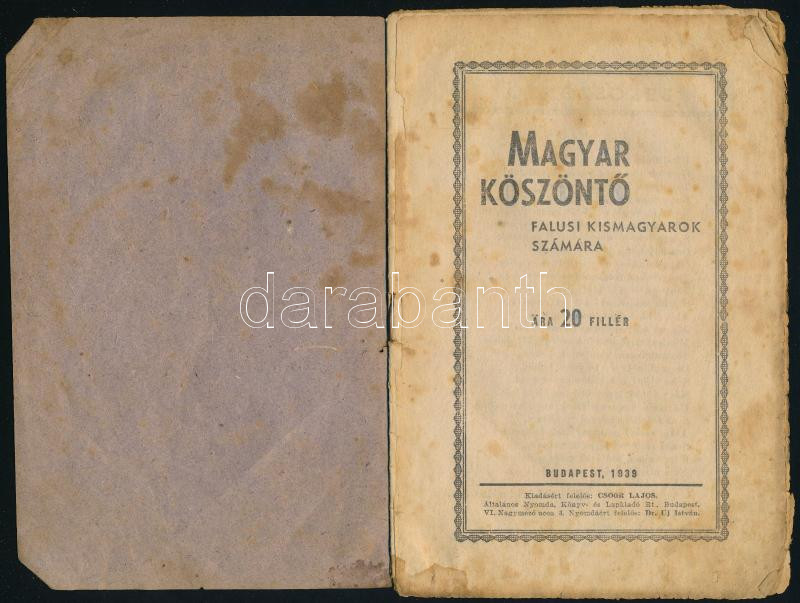 MAGYAR
KÖSZÖNTŐ
FALUSI KISMAGYAROK
SZÁMÁRA
darabanth
ÁRA 20 FILLÉR
BUDAPEST, 1939
Kiadásért felelős: CSOÓR LAJOS.
Általános Nyomda, Könyv- és Lapkiadó Rt., Budapest,
VI. Nagymező ucca 3. Nyomdáért felelős: Dr. Uj István.